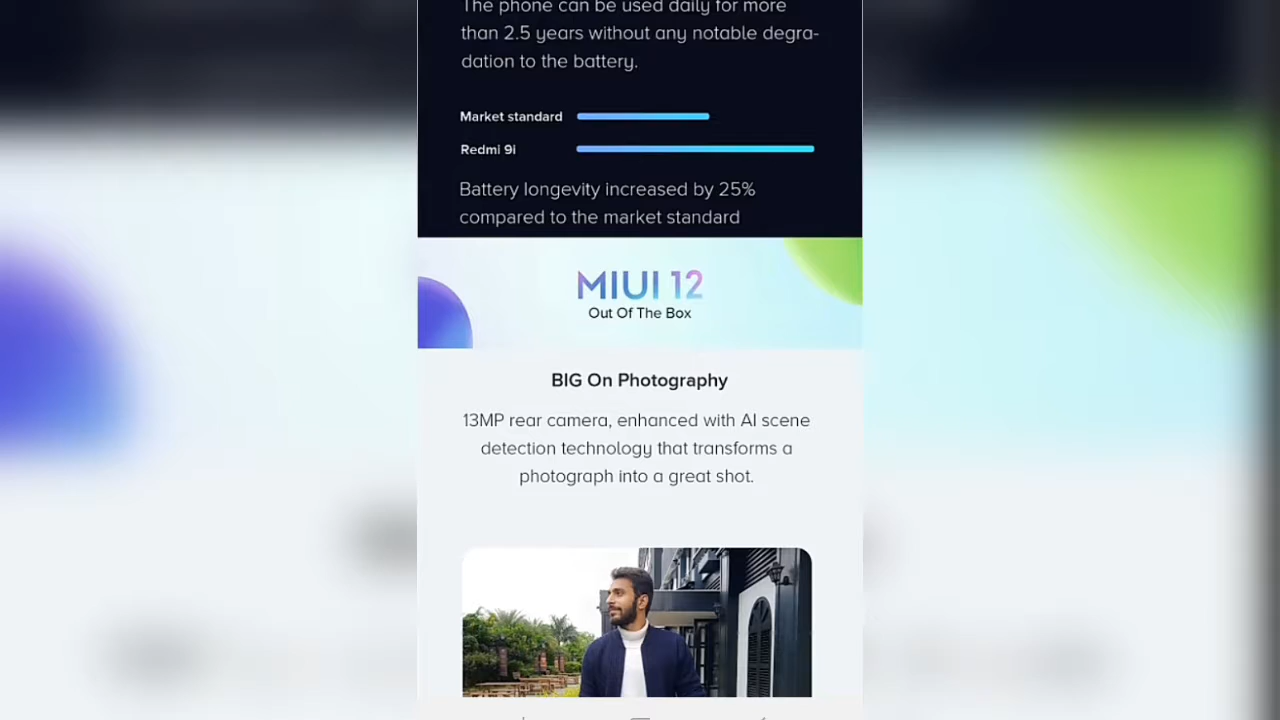 The phone can be used daily for more
than 2.5 years without any notable degra-
dation to the battery.
Market standard
Redmi 9i
Battery longevity increased by 25%
compared to the market standard
MIUI 12
Out Of The Box
BIG On Photography
13MP rear camera, enhanced with AI scene
detection technology that transforms a
photograph into a great shot.